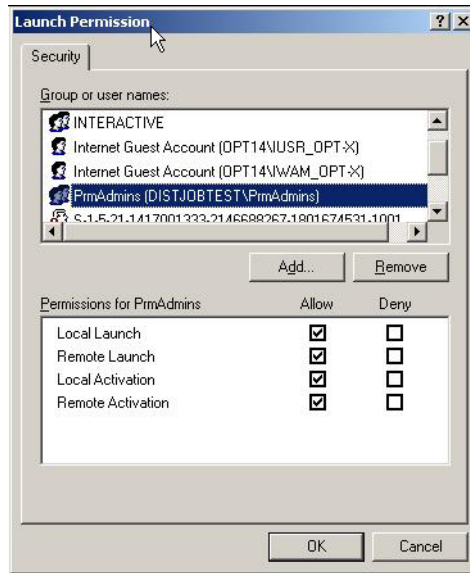 Launch Permission
Security
Group or user names:
INTERACTIVE
Internet Guest Account (OPT14\IUSR_OPT-X)
Internet Guest Account (OPT14\IWAM_OPT-X)
PrmAdmins (DISTJOBTEST\PrmAdmins)
S-1-5-21-1417001333-2146688267-1801674531-1001
Add... Remove
Permissions for PrmAdmins Allow Deny
Local Launch
Remote Launch
Local Activation
Remote Activation
OK Cancel